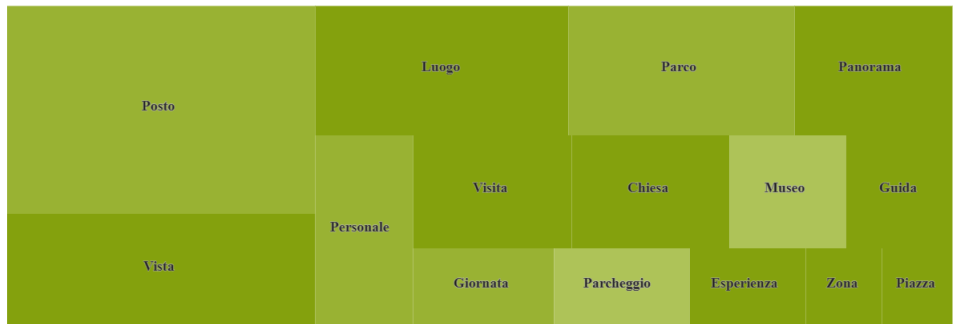 Luogo
Parco
Panorama
Posto
Visita
Chiesa
Museo
Guida
Personale
Vista
Giornata
Parcheggio
Esperienza
Zona
Piazza